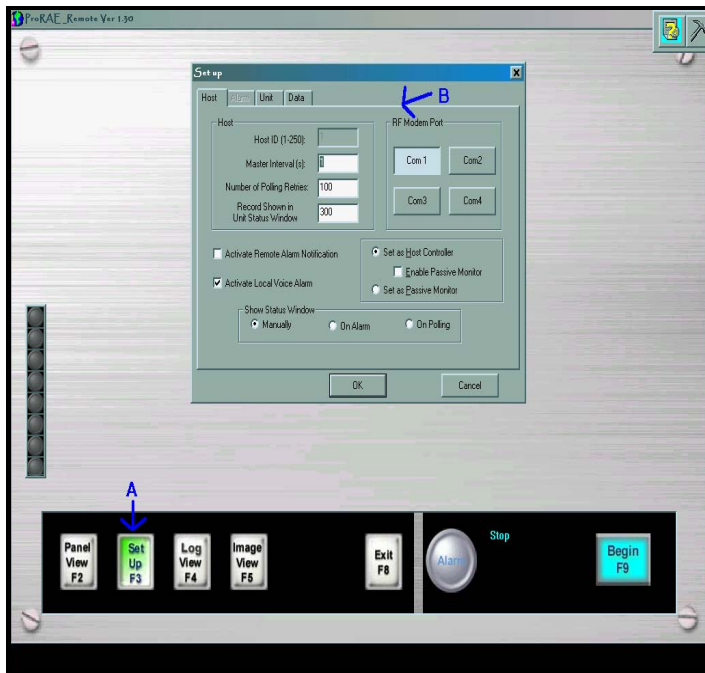 ProRAE_Remote Ver 1.30
Set up
Host Alarm Unit Data
B
Host
Host ID (1-250): 1
Master Interval (s): 1
Number of Polling Retries: 100
Record Shown in
Unit Status Window 300
RF Modem Port
Com 1 Com2
Com3 Com4
Activate Remote Alarm Notification
Activate Local Voice Alarm
Set as Host Controller
Enable Passive Monitor
Set as Passive Monitor
Show Status Window
Manually On Alarm On Polling
OK Cancel
A
Panel
View
F2
Set
Up
F3
Log
View
F4
Image
View
F5
Exit
F8
Alarm
Stop
Begin
F9